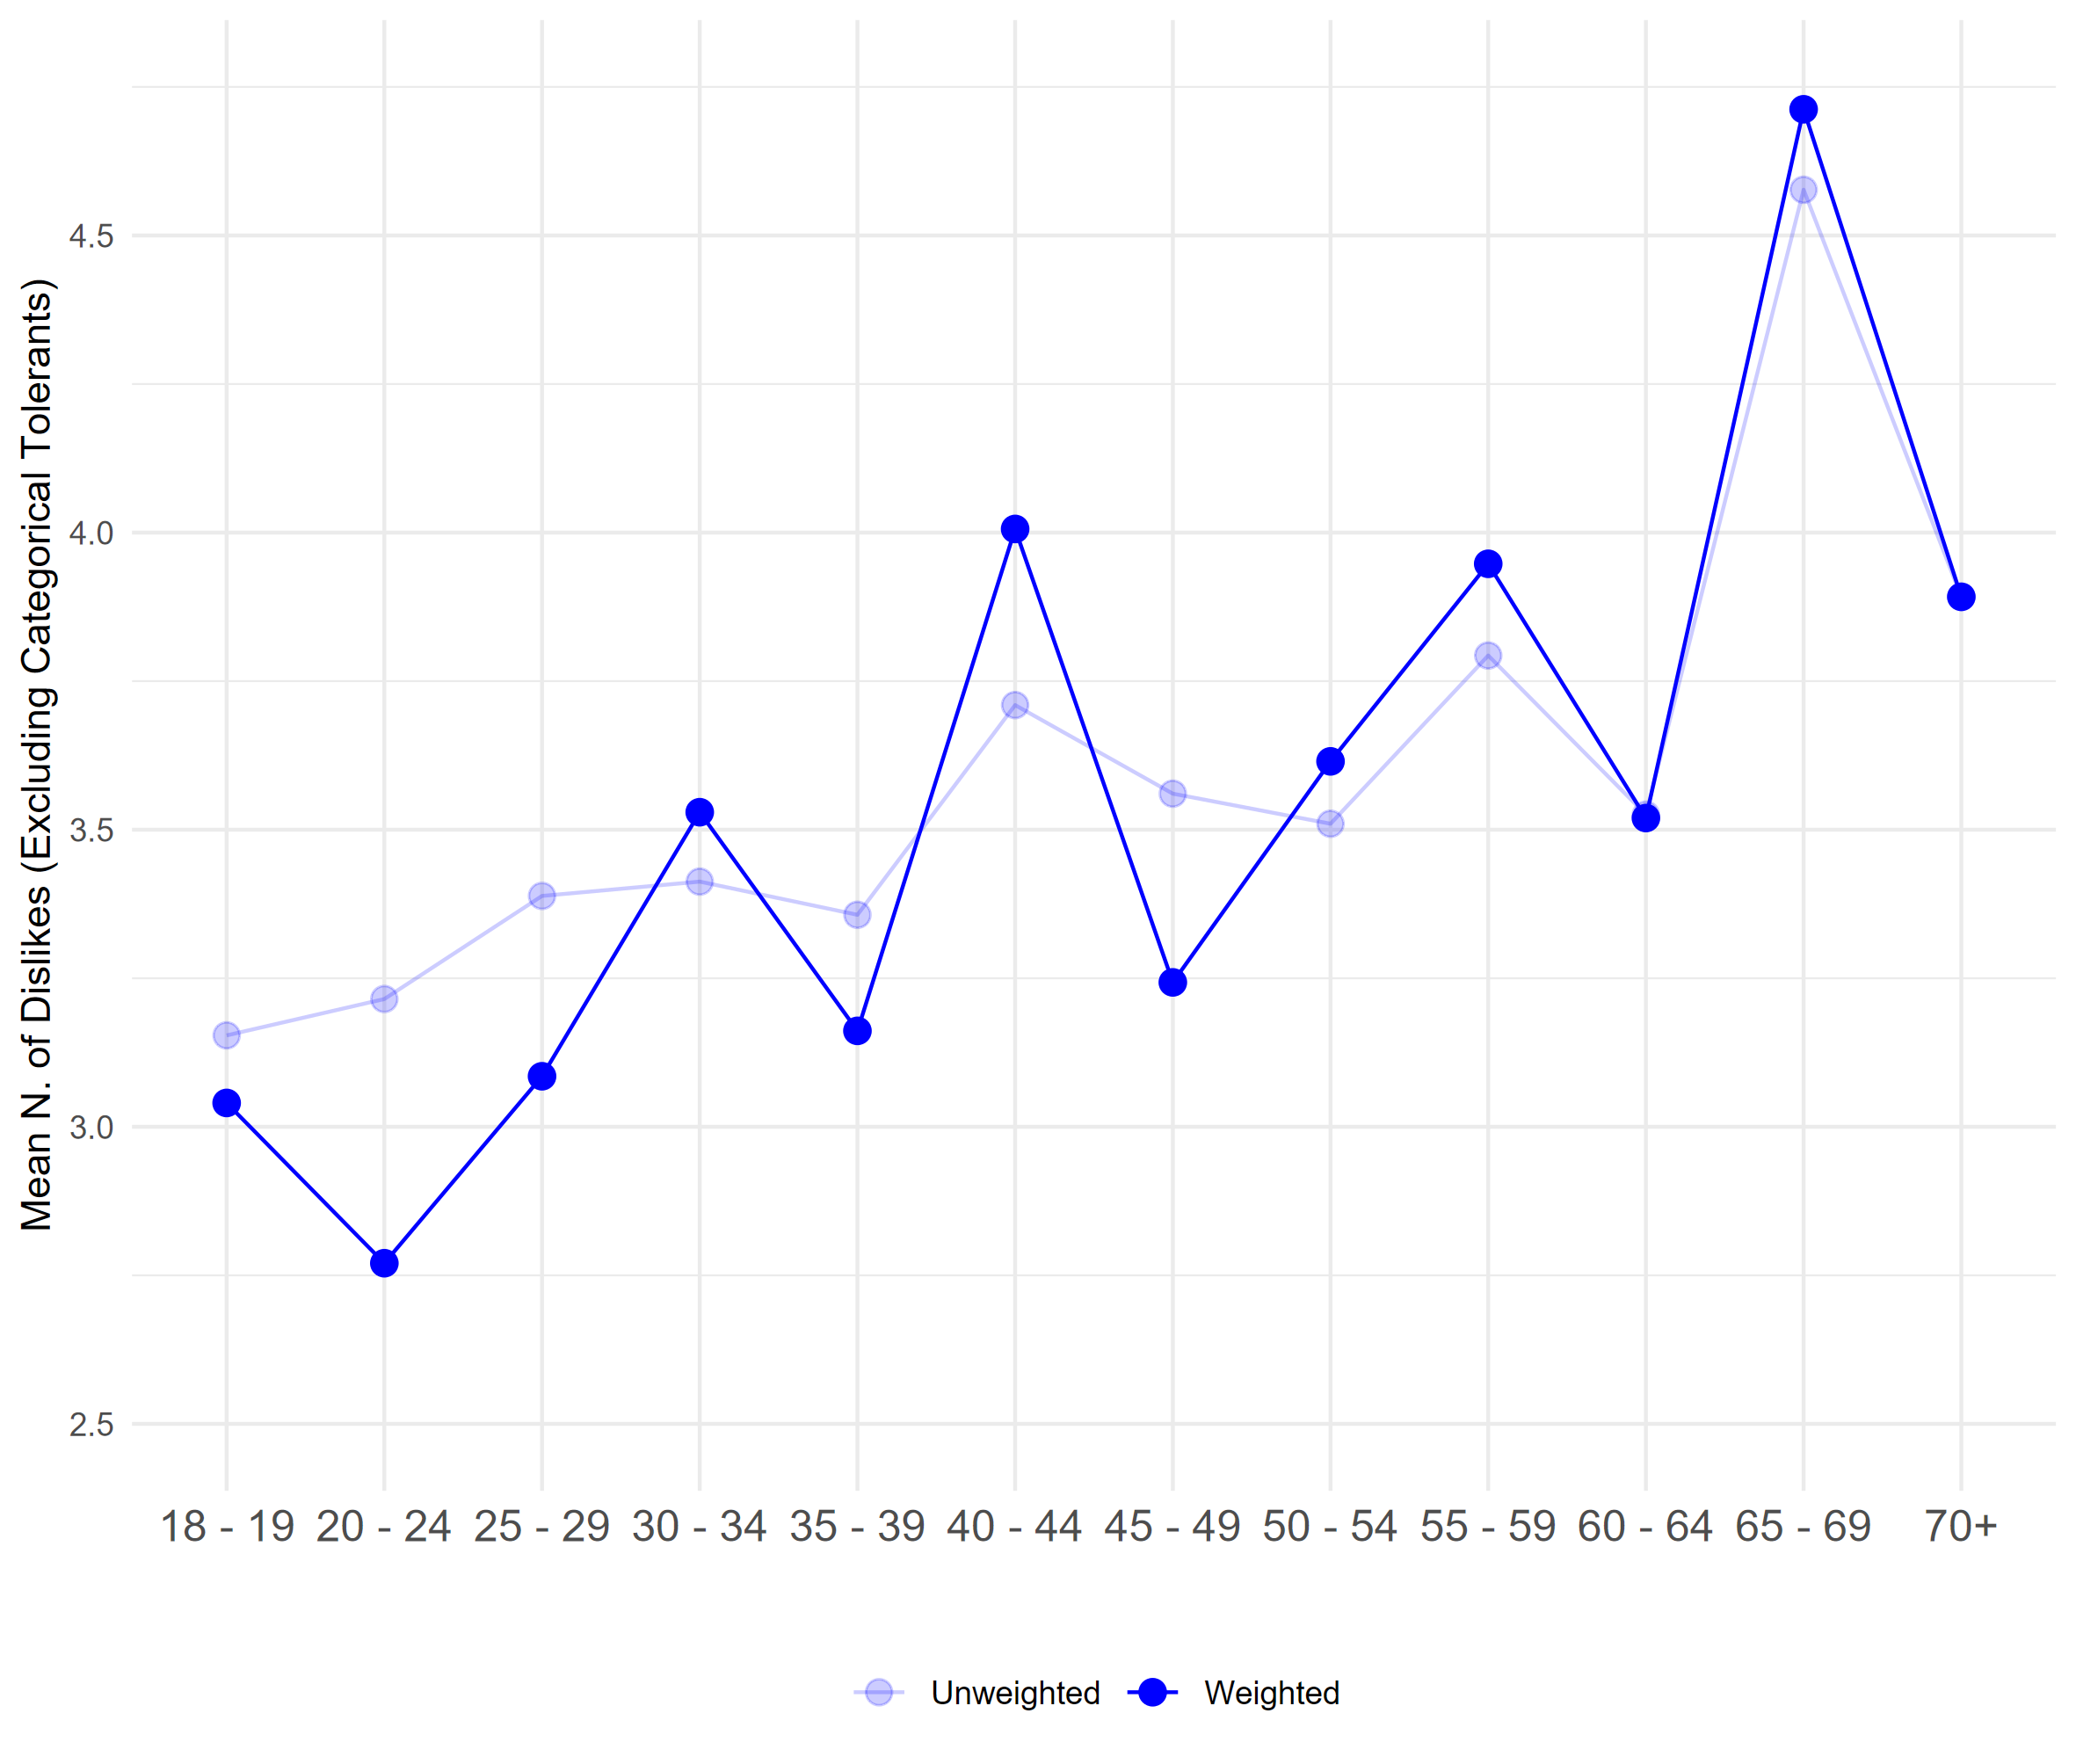 Mean N. of Dislikes (Excluding Categorical Tolerants)
4.5
4.0
3.5
3.0
2.5
18 - 19 20 - 24 25 - 29 30 - 34 35 - 39 40 - 44 45 - 49 50 - 54 55 - 59 60 - 64 65 - 69 70+
Unweighted Weighted